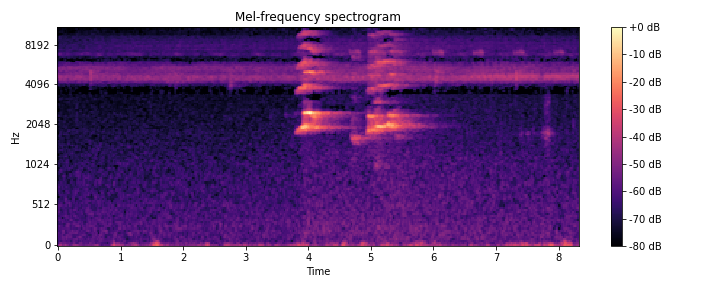 Mel-frequency spectrogram
+0 dB
8192
-10 dB
4096
-20 dB
-30 dB
2048
Hz
-40 dB
1024
-50 dB
-60 dB
512
-70 dB
0
-80 dB
0 1 2 3 4 5 6 7 8
Time